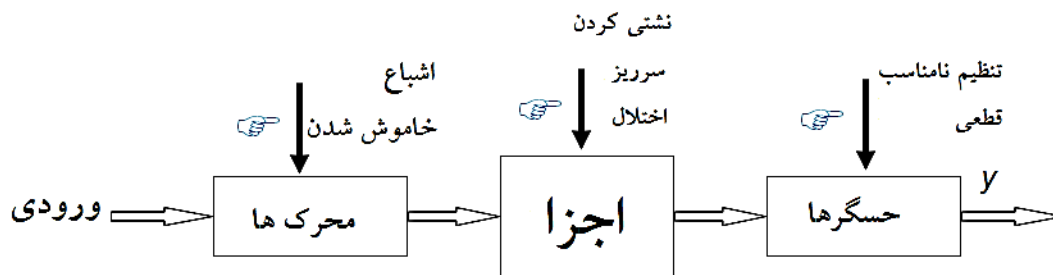 نشتی کردن
سرریز
اختلال
اشباع
خاموش شدن
تنظیم نامناسب
قطعی
ورودی
محرک ها
اجزا
حسگرها
y